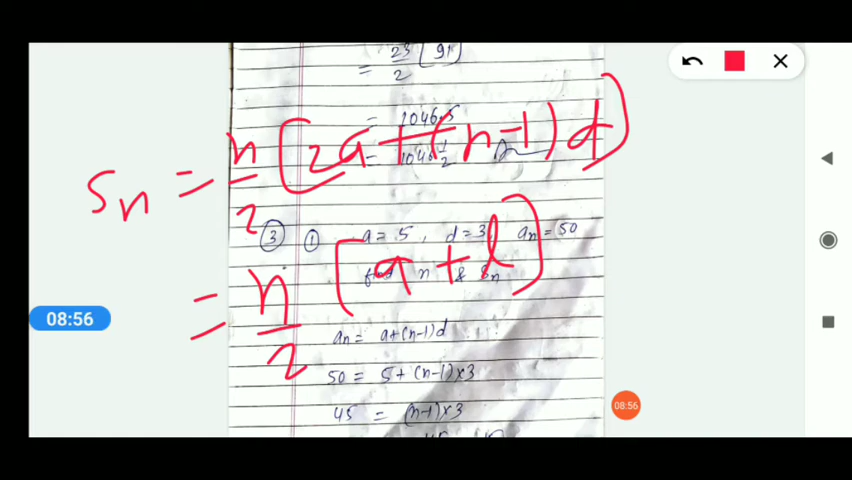 = 23/2 [91]
= 1046.5
= 1046 1/2
Sn = n/2 [2a + (n-1) d]
③ ① a = 5, d = 3, an = 50
n & Sn
= n/2 [a + l]
an = a+(n-1)d
50 = 5+(n-1)×3
45 = (n-1)×3
08:56
08:56